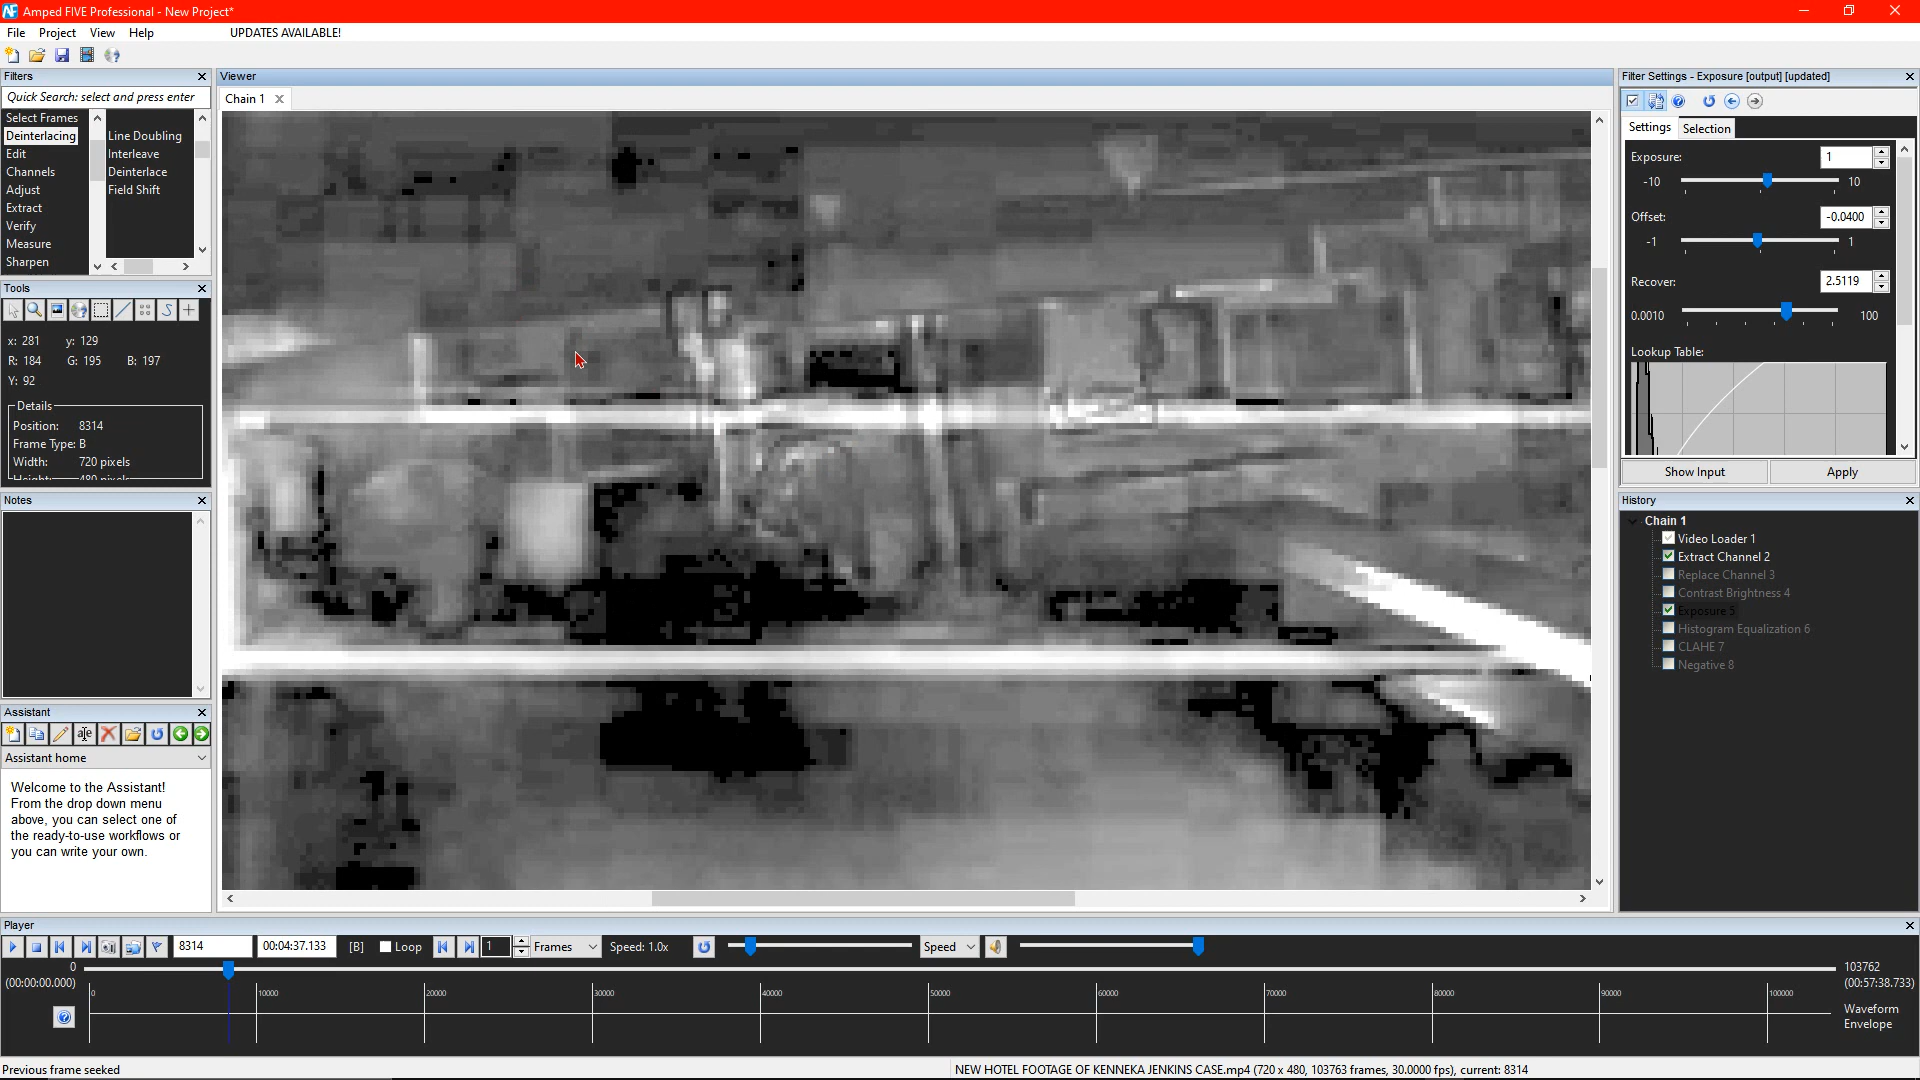 Amped FIVE Professional - New Project*
File Project View Help UPDATES AVAILABLE!
Filters
Quick Search: select and press enter
Select Frames
Deinterlacing
Edit
Channels
Adjust
Extract
Verify
Measure
Sharpen
Line Doubling
Interleave
Deinterlace
Field Shift
Tools
x: 281 y: 129
R: 184 G: 195 B: 197
Y: 92
Details
Position: 8314
Frame Type: B
Width: 720 pixels
Height: 480 pixels
Notes
Assistant
Assistant home
Welcome to the Assistant!
From the drop down menu
above, you can select one of
the ready-to-use workflows or
you can write your own.
Viewer
Chain 1
Filter Settings - Exposure [output] [updated]
Settings Selection
Exposure: 1
-10 10
Offset: -0.0400
-1 1
Recover: 2.5119
0.0010 100
Lookup Table:
Show Input Apply
History
Chain 1
Video Loader 1
Extract Channel 2
Replace Channel 3
Contrast Brightness 4
Exposure 5
Histogram Equalization 6
CLAHE 7
Negative 8
Player
8314 00:04:37.133 [B] Loop 1 Frames Speed: 1.0x Speed
0 103762
(00:00:00.000) (00:57:38.733)
0 10000 20000 30000 40000 50000 60000 70000 80000 90000 100000
Waveform
Envelope
Previous frame seeked
NEW HOTEL FOOTAGE OF KENNEKA JENKINS CASE.mp4 (720 x 480, 103763 frames, 30.0000 fps), current: 8314